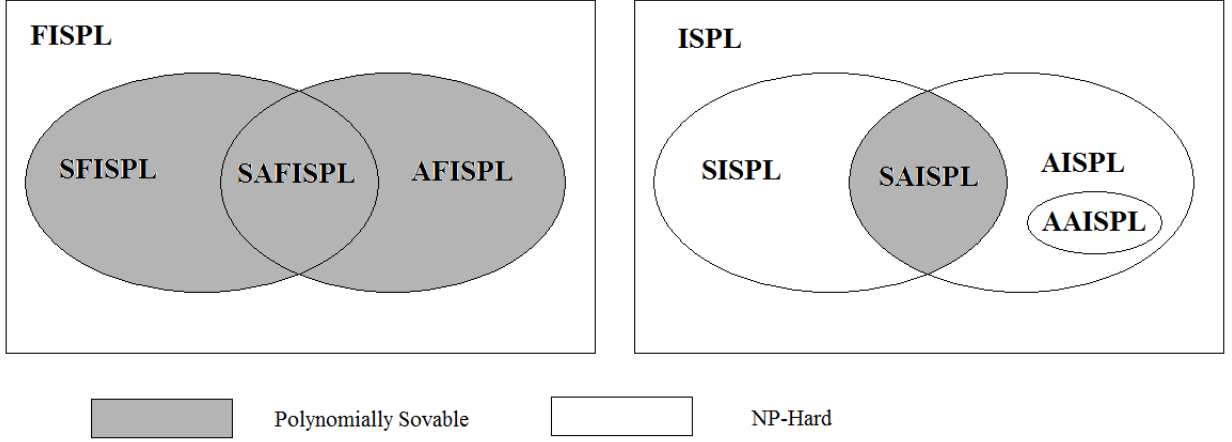 FISPL
SFISPL
SAFISPL
AFISPL
ISPL
SISPL
SAISPL
AISPL
AAISPL
Polynomially Sovable
NP-Hard